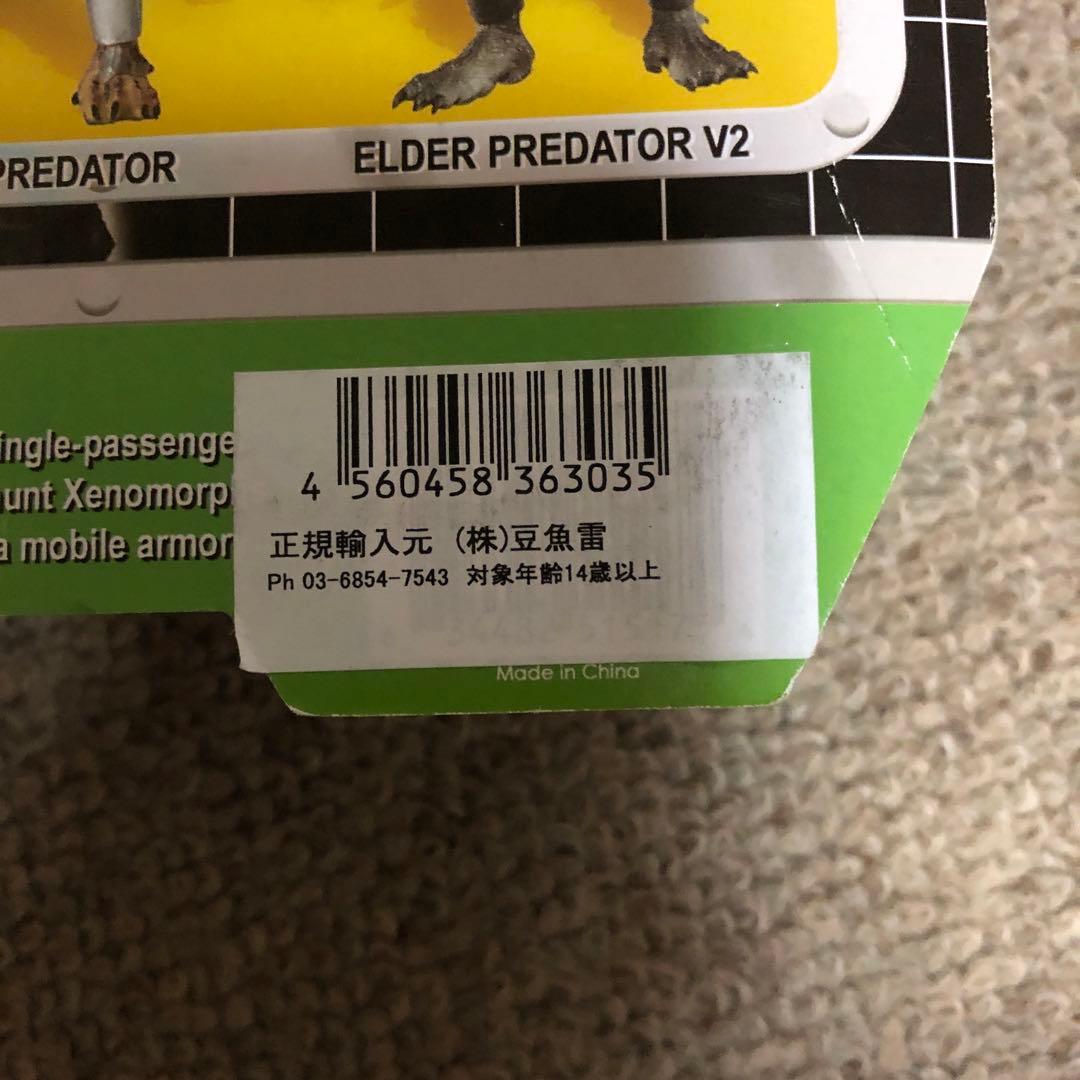 PREDATOR
ELDER PREDATOR V2
ingle-passenge
unt Xenomorp
a mobile armor
4 560458 363035
正規輸入元 (株)豆魚雷
Ph 03-6854-7543 対象年齢14歳以上
Made in China